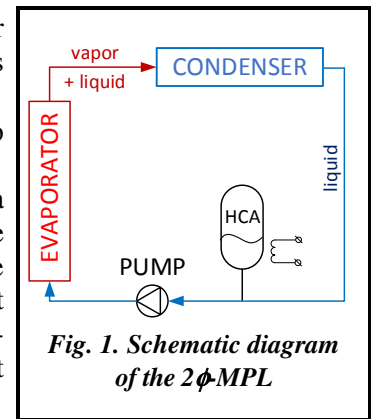 r
s
vapor
+ liquid
CONDENSER
EVAPORATOR
liquid
HCA
PUMP
Fig. 1. Schematic diagram
of the 2ϕ-MPL